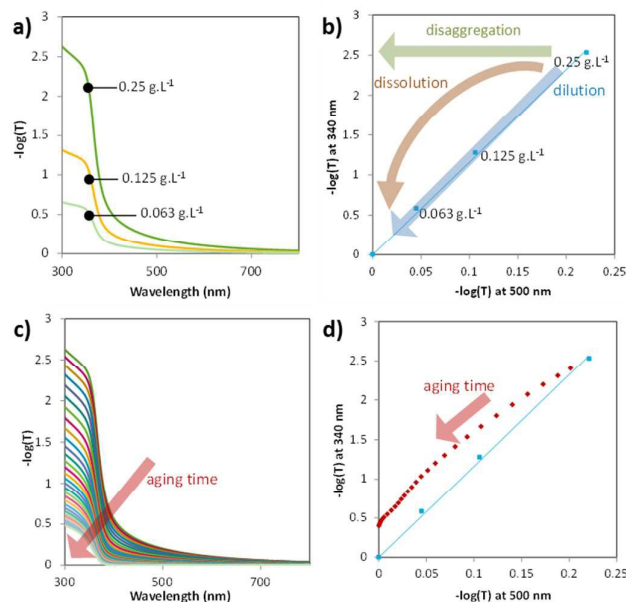 a)
3
2.5
2
1.5
1
0.5
0
-log(T)
0.25 g.L-1
0.125 g.L-1
0.063 g.L-1
300 500 700
Wavelength (nm)
b)
3
2.5
2
1.5
1
0.5
0
-log(T) at 340 nm
disaggregation
dissolution
0.25 g.L-1
dilution
0.125 g.L-1
0.063 g.L-1
0 0.05 0.1 0.15 0.2 0.25
-log(T) at 500 nm
c)
3
2.5
2
1.5
1
0.5
0
-log(T)
aging time
300 500 700
Wavelength (nm)
d)
3
2.5
2
1.5
1
0.5
0
-log(T) at 340 nm
aging time
0 0.05 0.1 0.15 0.2 0.25
-log(T) at 500 nm